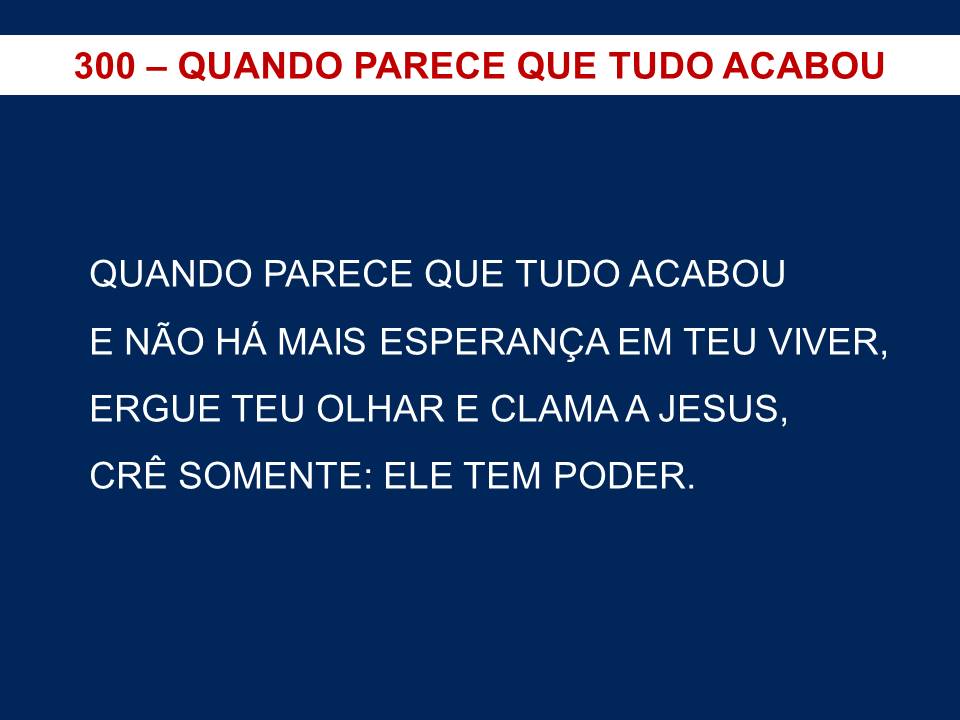 300 – QUANDO PARECE QUE TUDO ACABOU
QUANDO PARECE QUE TUDO ACABOU
E NÃO HÁ MAIS ESPERANÇA EM TEU VIVER,
ERGUE TEU OLHAR E CLAMA A JESUS,
CRÊ SOMENTE: ELE TEM PODER.